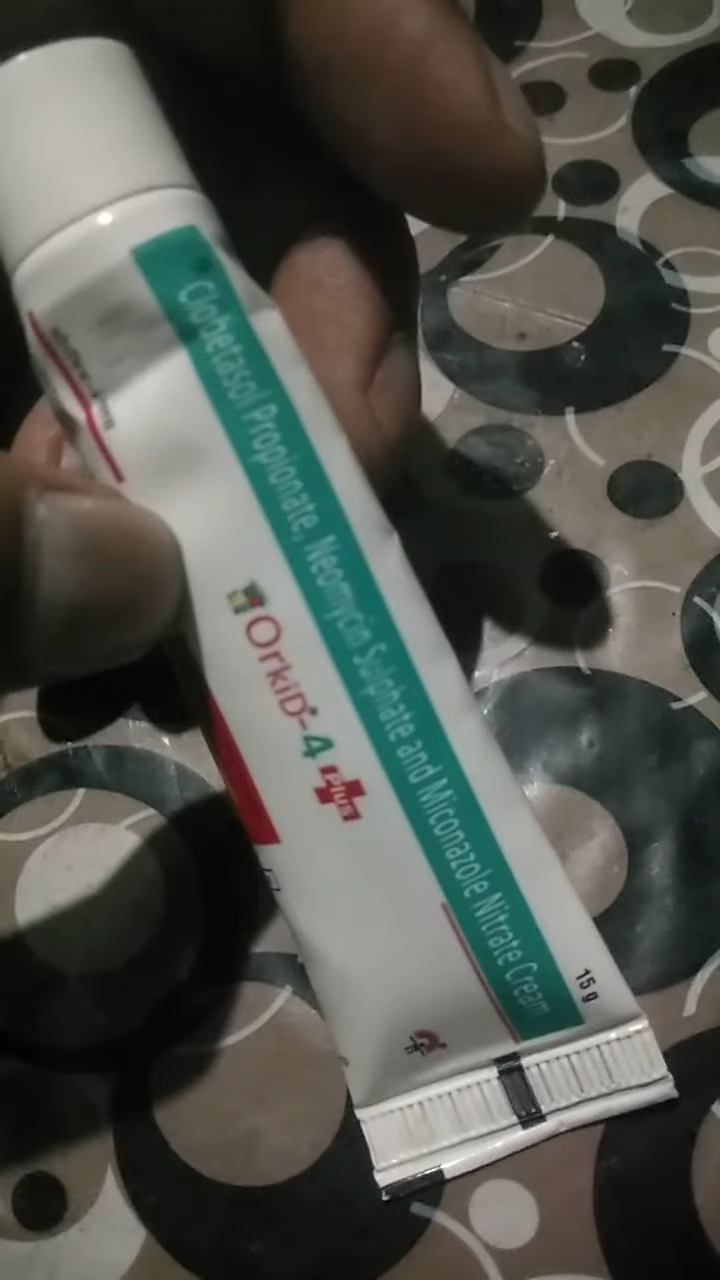 Clobetasol Propionate, Neomycin Sulphate and Miconazole Nitrate Cream
OrkiD-4
Plus
15 g